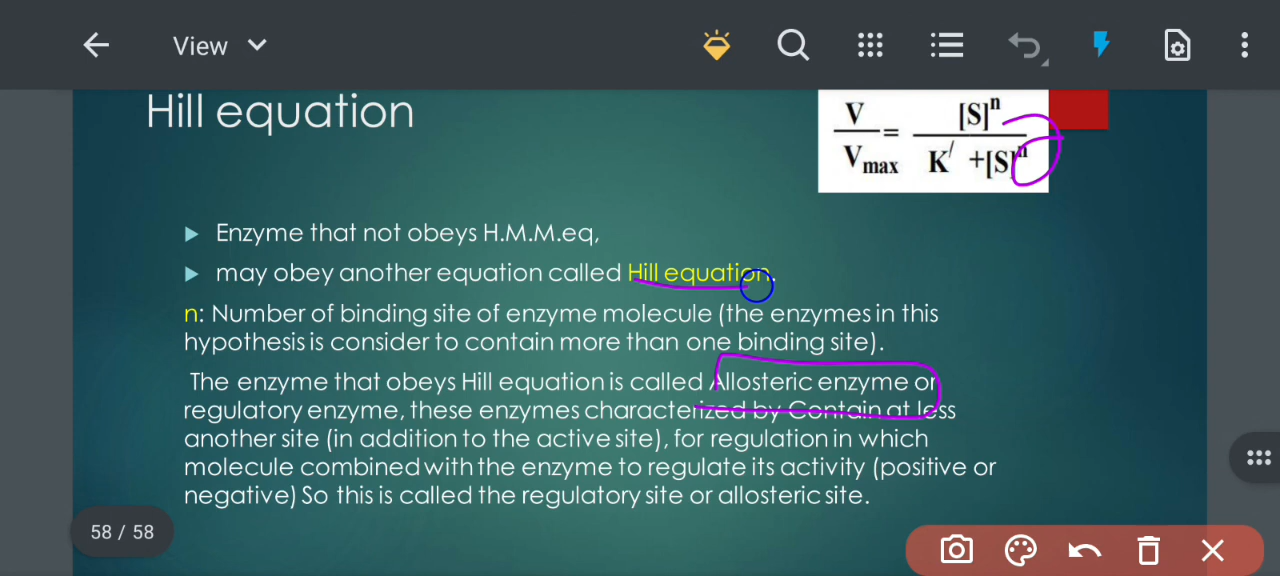 View
Hill equation
V/Vmax = [S]ⁿ / K/ +[S]ⁿ
Enzyme that not obeys H.M.M.eq,
may obey another equation called Hill equation.
n: Number of binding site of enzyme molecule (the enzymes in this
hypothesis is consider to contain more than one binding site).
The enzyme that obeys Hill equation is called Allosteric enzyme or
regulatory enzyme, these enzymes characterized by Contain at less
another site (in addition to the active site), for regulation in which
molecule combined with the enzyme to regulate its activity (positive or
negative) So this is called the regulatory site or allosteric site.
58 / 58